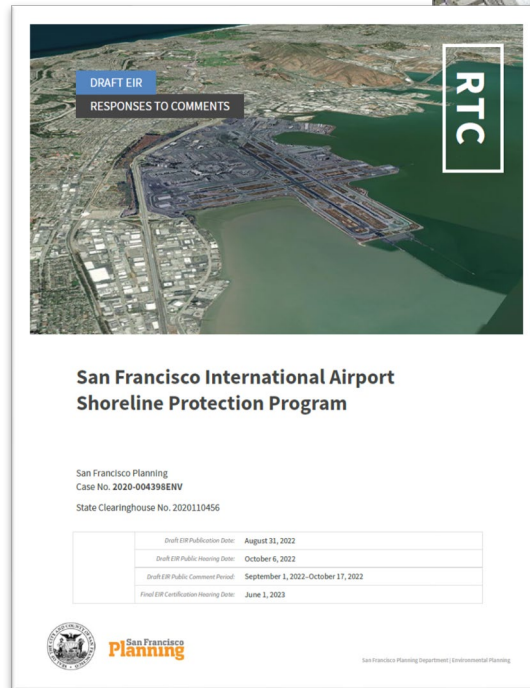 DRAFT EIR
RESPONSES TO COMMENTS
RTC
San Francisco International Airport
Shoreline Protection Program
San Francisco Planning
Case No. 2020-004398ENV
State Clearinghouse No. 2020110456
Draft EIR Publication Date: August 31, 2022
Draft EIR Public Hearing Date: October 6, 2022
Draft EIR Public Comment Period: September 1, 2022–October 17, 2022
Final EIR Certification Hearing Date: June 1, 2023
San Francisco
Planning
San Francisco Planning Department | Environmental Planning